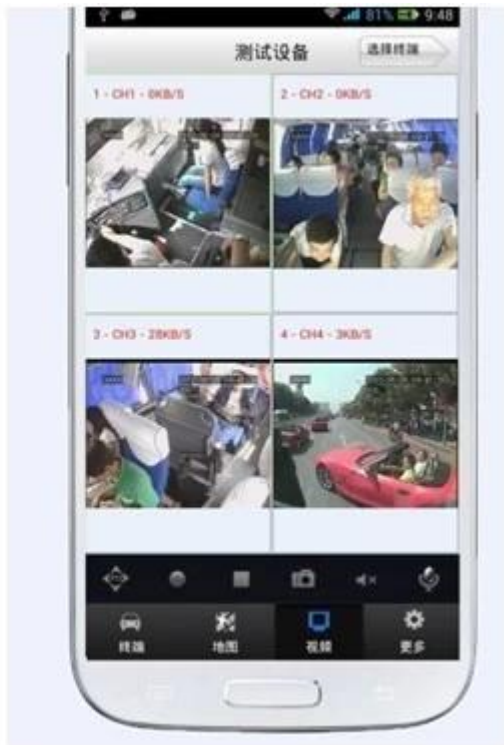 81% 9:48
测试设备 选择终端
1 - CH1 - 0KB/S 2 - CH2 - 0KB/S
3 - CH3 - 28KB/S 4 - CH4 - 3KB/S
终端 地图 视频 更多